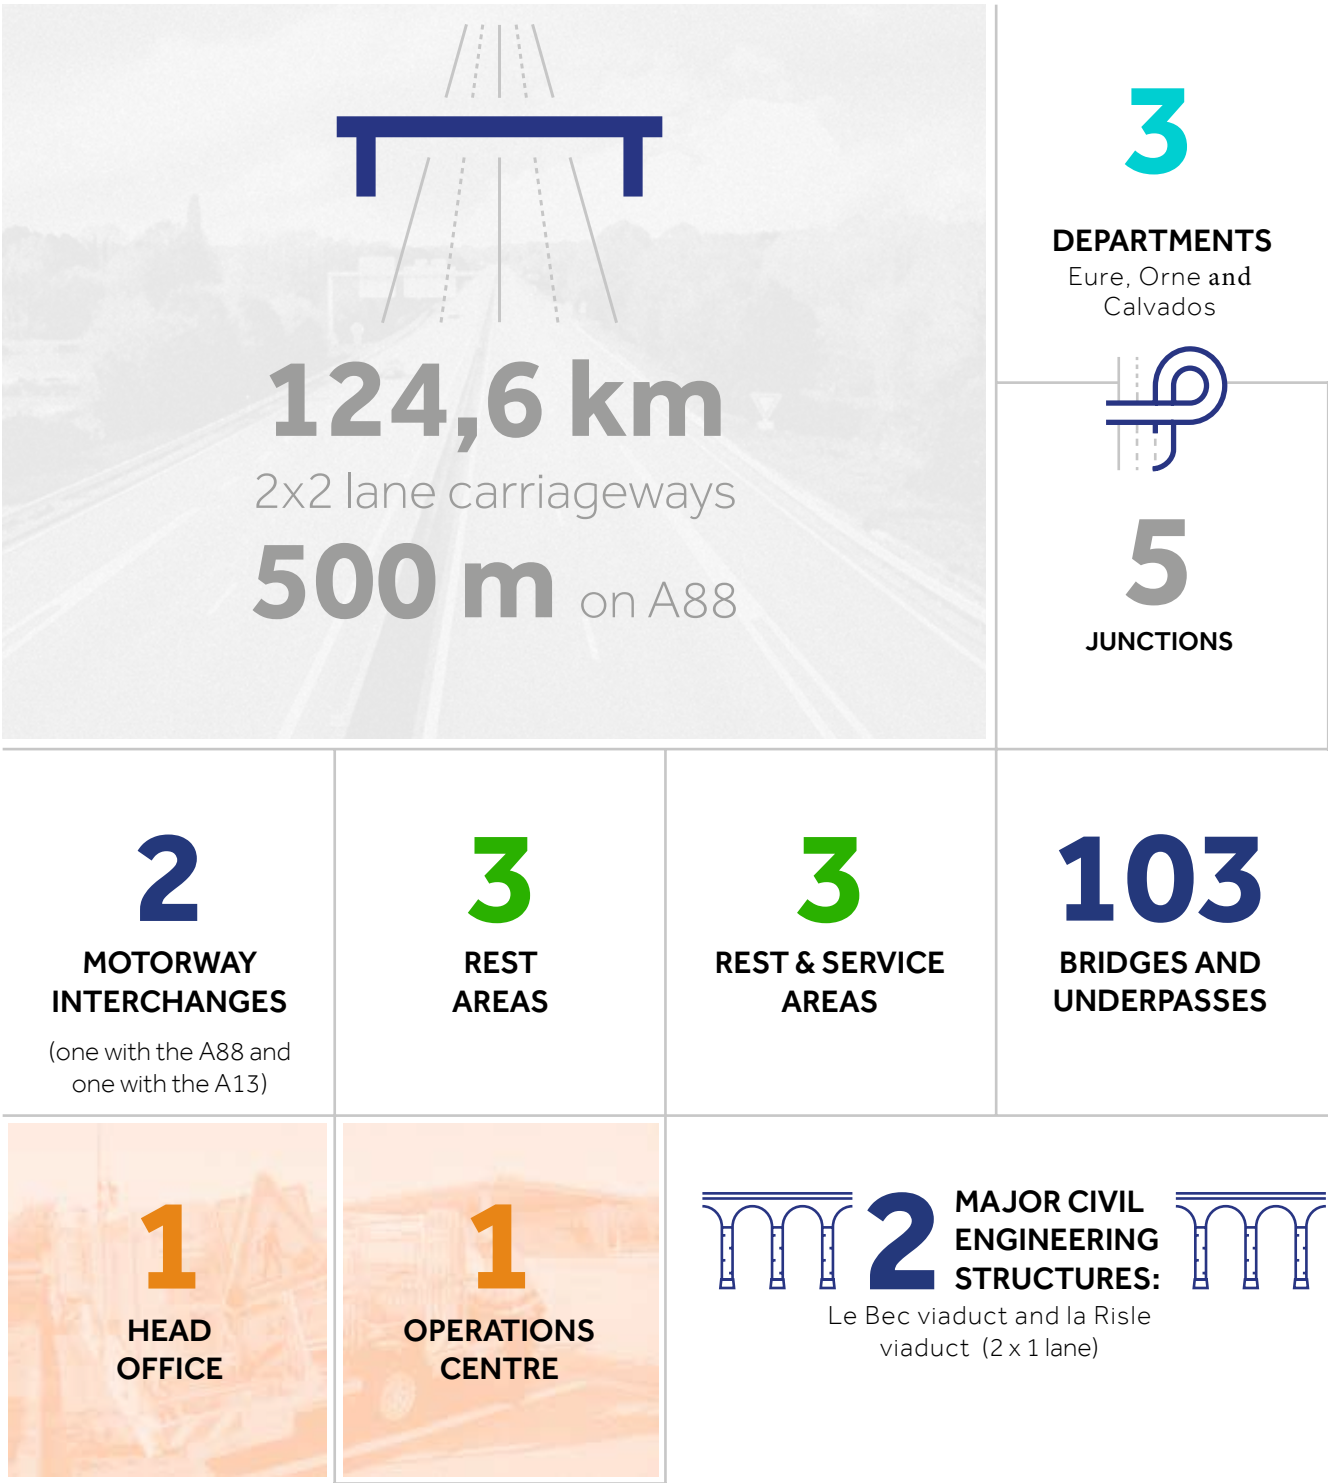 124,6 km
2x2 lane carriageways
500 m on A88
3
DEPARTMENTS
Eure, Orne and
Calvados
5
JUNCTIONS
2
MOTORWAY
INTERCHANGES
(one with the A88 and
one with the A13)
3
REST
AREAS
3
REST & SERVICE
AREAS
103
BRIDGES AND
UNDERPASSES
1
HEAD
OFFICE
1
OPERATIONS
CENTRE
2
MAJOR CIVIL
ENGINEERING
STRUCTURES:
Le Bec viaduct and la Risle
viaduct (2 x 1 lane)